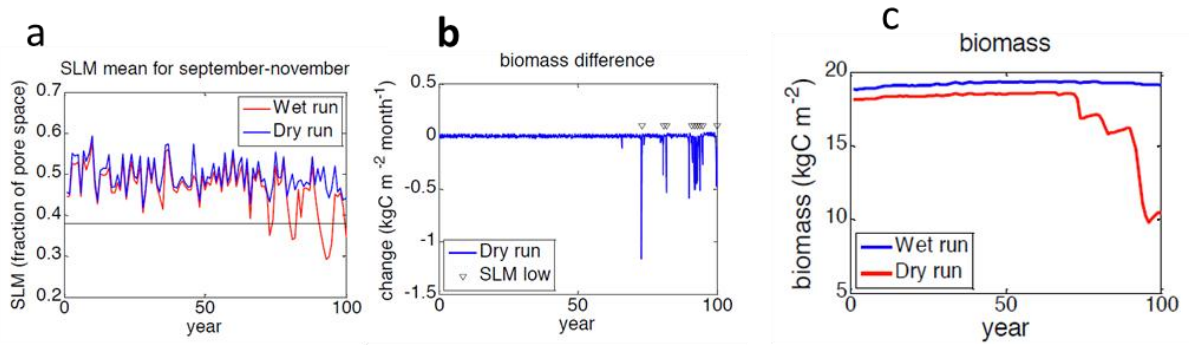 a
SLM mean for september-november
SLM (fraction of pore space)
0.7
0.6
0.5
0.4
0.3
0.2
Wet run
Dry run
0
50
100
year
b
biomass difference
change (kgC m -2 month-1)
0.5
0
-0.5
-1
-1.5
Dry run
SLM low
0
50
100
year
c
biomass
biomass (kgC m-2)
20
15
10
5
Wet run
Dry run
0
50
100
year